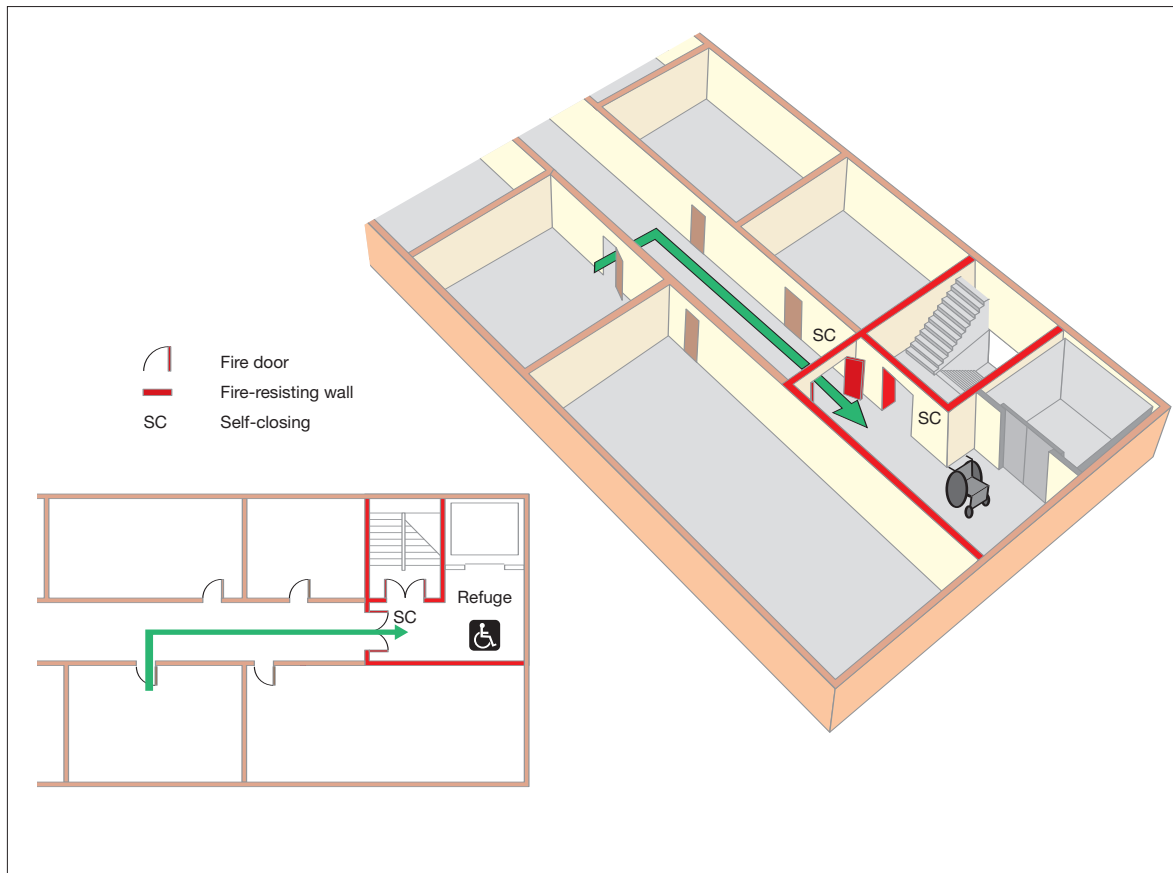 SC
SC
Fire door
Fire-resisting wall
SC Self-closing
Refuge
SC